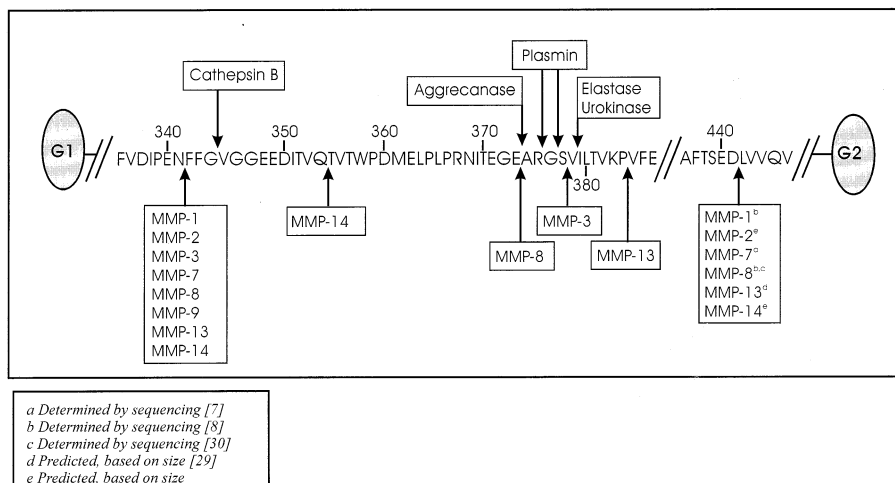 Plasmin
Cathepsin B
Aggrecanase
Elastase
Urokinase
340 350 360 370 440
G1 FVDIPENFFGVGGEEDITVQTVTWPDMELPLPRNITEGEARGSVILTVKPVFE AFTSEDLVVQV G2
380
MMP-1
MMP-2
MMP-3
MMP-7
MMP-8
MMP-9
MMP-13
MMP-14
MMP-14
MMP-8
MMP-3
MMP-13
MMP-1b
MMP-2e
MMP-7a
MMP-8b,c
MMP-13d
MMP-14e
a Determined by sequencing [7]
b Determined by sequencing [8]
c Determined by sequencing [30]
d Predicted, based on size [29]
e Predicted, based on size